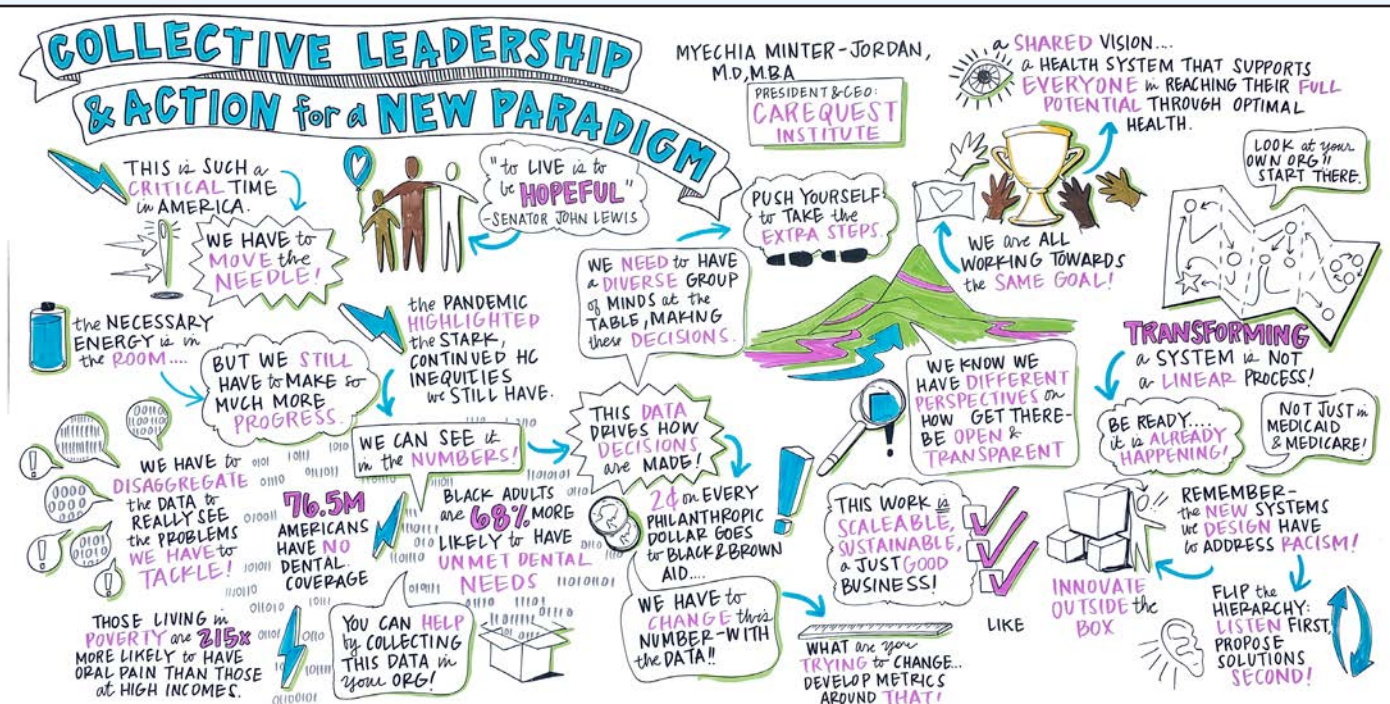 COLLECTIVE LEADERSHIP
& ACTION for a NEW PARADIGM
MYECHIA MINTER-JORDAN,
M.D, M.B.A
PRESIDENT & CEO:
CAREQUEST
INSTITUTE
a SHARED VISION...
a HEALTH SYSTEM THAT SUPPORTS
EVERYONE in REACHING THEIR FULL
POTENTIAL THROUGH OPTIMAL
HEALTH.
THIS is SUCH a
CRITICAL TIME
in AMERICA.
WE HAVE to
MOVE the
NEEDLE!
"to LIVE is to
be HOPEFUL"
-SENATOR JOHN LEWIS
PUSH YOURSELF
to TAKE the
EXTRA STEPS.
WE are ALL
WORKING TOWARDS
the SAME GOAL!
LOOK at your
OWN ORG!!
START THERE.
the NECESSARY
ENERGY is in
the ROOM....
BUT WE STILL
HAVE to MAKE so
MUCH MORE
PROGRESS.
the PANDEMIC
HIGHLIGHTED
the STARK,
CONTINUED HC
INEQUITIES
we STILL HAVE.
WE NEED to HAVE
a DIVERSE GROUP
of MINDS at the
TABLE, MAKING
these DECISIONS.
WE KNOW WE
HAVE DIFFERENT
PERSPECTIVES on
HOW GET THERE-
BE OPEN &
TRANSPARENT
TRANSFORMING
a SYSTEM is NOT
a LINEAR PROCESS!
BE READY....
it is ALREADY
HAPPENING!
NOT JUST in
MEDICAID
& MEDICARE!
WE HAVE to
DISAGGREGATE
the DATA to
REALLY SEE
the PROBLEMS
WE HAVE to
TACKLE!
WE CAN SEE it
in the NUMBERS!
76.5M
AMERICANS
HAVE NO
DENTAL
COVERAGE
BLACK ADULTS
are 68% MORE
LIKELY to HAVE
UNMET DENTAL
NEEDS
THIS DATA
DRIVES HOW
DECISIONS
are MADE!
2¢ on EVERY
PHILANTHROPIC
DOLLAR GOES
to BLACK & BROWN
AID....
THIS WORK is
SCALEABLE,
SUSTAINABLE,
a JUST GOOD
BUSINESS!
REMEMBER-
the NEW SYSTEMS
we DESIGN HAVE
to ADDRESS RACISM!
INNOVATE
OUTSIDE the
BOX
THOSE LIVING in
POVERTY are 215x
MORE LIKELY to HAVE
ORAL PAIN THAN THOSE
at HIGH INCOMES.
YOU CAN HELP
by COLLECTING
THIS DATA in
your ORG!
WE HAVE to
CHANGE this
NUMBER-WITH
the DATA!!
WHAT are you
TRYING to CHANGE...
DEVELOP METRICS
AROUND THAT!
LIKE
FLIP the
HIERARCHY:
LISTEN FIRST,
PROPOSE
SOLUTIONS
SECOND!